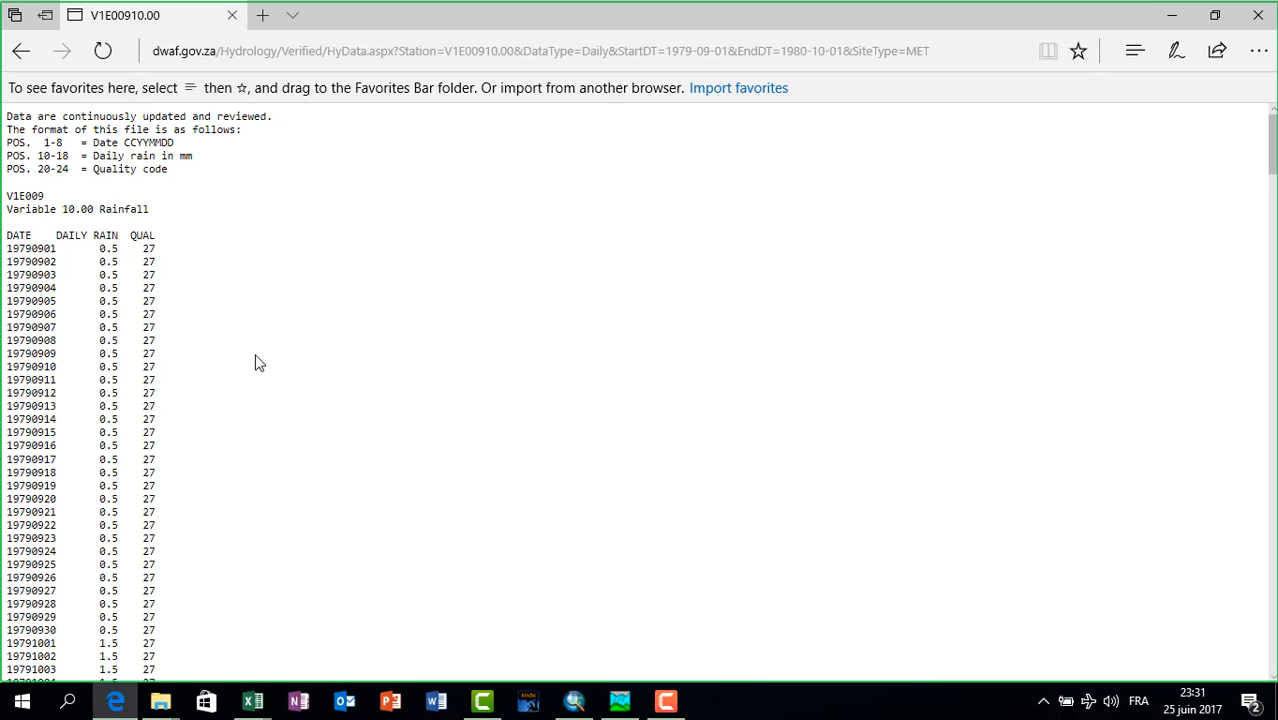 V1E00910.00
dwaf.gov.za/Hydrology/Verified/HyData.aspx?Station=V1E00910.00&DataType=Daily&StartDT=1979-09-01&EndDT=1980-10-01&SiteType=MET
To see favorites here, select then ☆, and drag to the Favorites Bar folder. Or import from another browser. Import favorites
Data are continuously updated and reviewed.
The format of this file is as follows:
POS. 1-8 = Date CCYYMMDD
POS. 10-18 = Daily rain in mm
POS. 20-24 = Quality code
V1E009
Variable 10.00 Rainfall
DATE DAILY RAIN QUAL
19790901 0.5 27
19790902 0.5 27
19790903 0.5 27
19790904 0.5 27
19790905 0.5 27
19790906 0.5 27
19790907 0.5 27
19790908 0.5 27
19790909 0.5 27
19790910 0.5 27
19790911 0.5 27
19790912 0.5 27
19790913 0.5 27
19790914 0.5 27
19790915 0.5 27
19790916 0.5 27
19790917 0.5 27
19790918 0.5 27
19790919 0.5 27
19790920 0.5 27
19790921 0.5 27
19790922 0.5 27
19790923 0.5 27
19790924 0.5 27
19790925 0.5 27
19790926 0.5 27
19790927 0.5 27
19790928 0.5 27
19790929 0.5 27
19790930 0.5 27
19791001 1.5 27
19791002 1.5 27
19791003 1.5 27
FRA
23:31
25 juin 2017
2